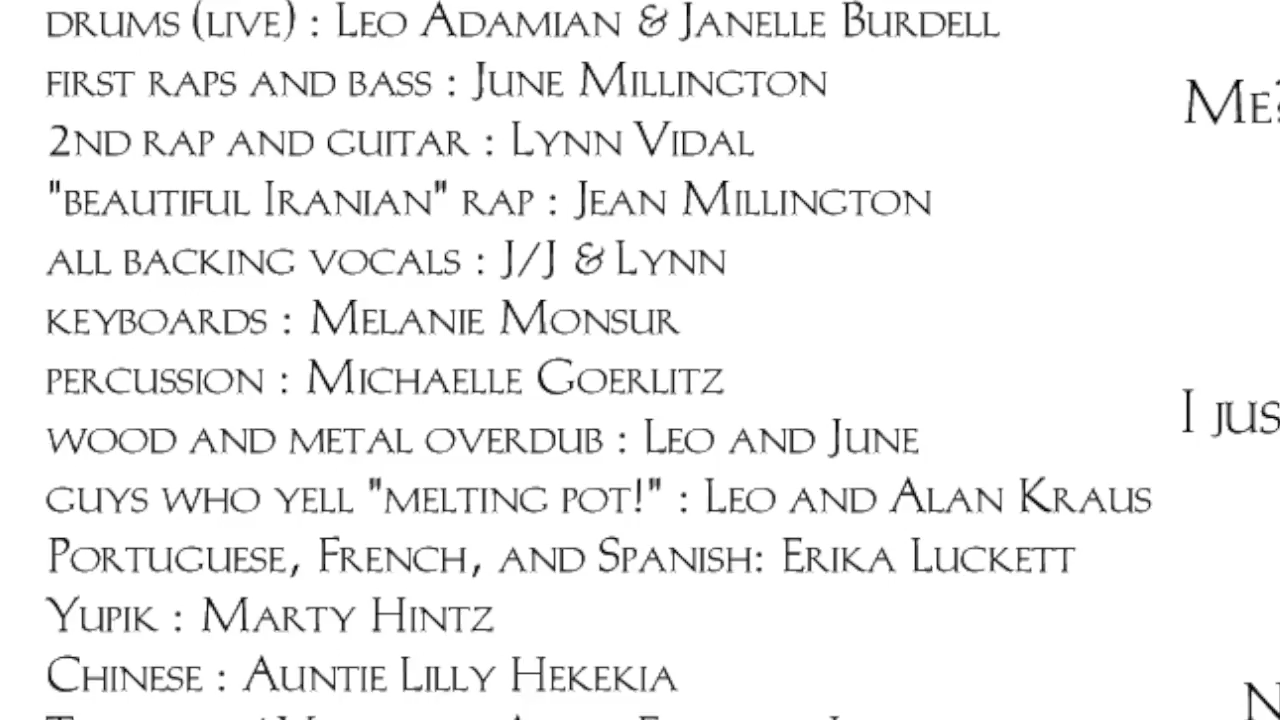 drums (live) : Leo Adamian & Janelle Burdell
first raps and bass : June Millington
2nd rap and guitar : Lynn Vidal
"beautiful Iranian" rap : Jean Millington
all backing vocals : J/J & Lynn
keyboards : Melanie Monsur
percussion : Michaelle Goerlitz
wood and metal overdub : Leo and June
guys who yell "melting pot!" : Leo and Alan Kraus
Portuguese, French, and Spanish: Erika Luckett
Yupik : Marty Hintz
Chinese : Auntie Lilly Hekekia
Me?
I jus